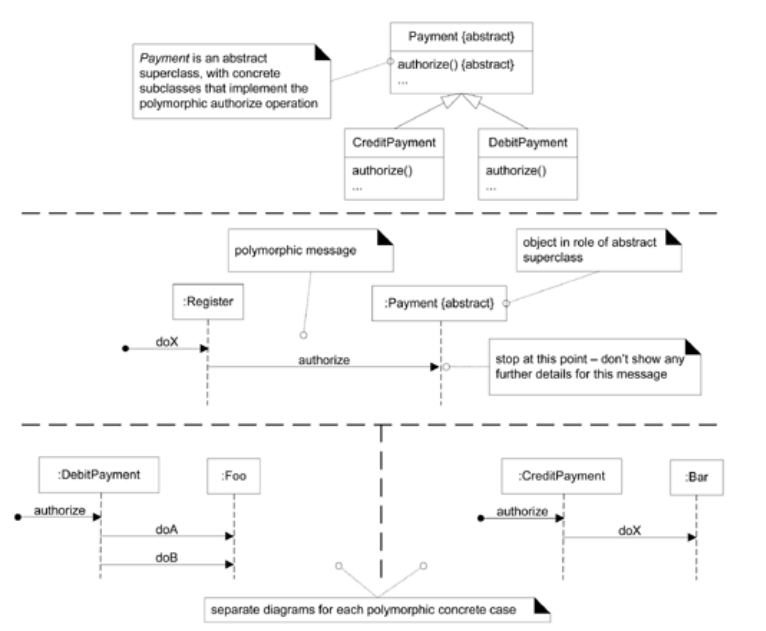 Payment {abstract}
authorize() {abstract}
...
Payment is an abstract
superclass, with concrete
subclasses that implement the
polymorphic authorize operation
CreditPayment
authorize()
...
DebitPayment
authorize()
...
polymorphic message
object in role of abstract
superclass
:Register
:Payment {abstract}
doX
authorize
stop at this point – don't show any
further details for this message
:DebitPayment
:Foo
authorize
doA
doB
:CreditPayment
:Bar
authorize
doX
separate diagrams for each polymorphic concrete case